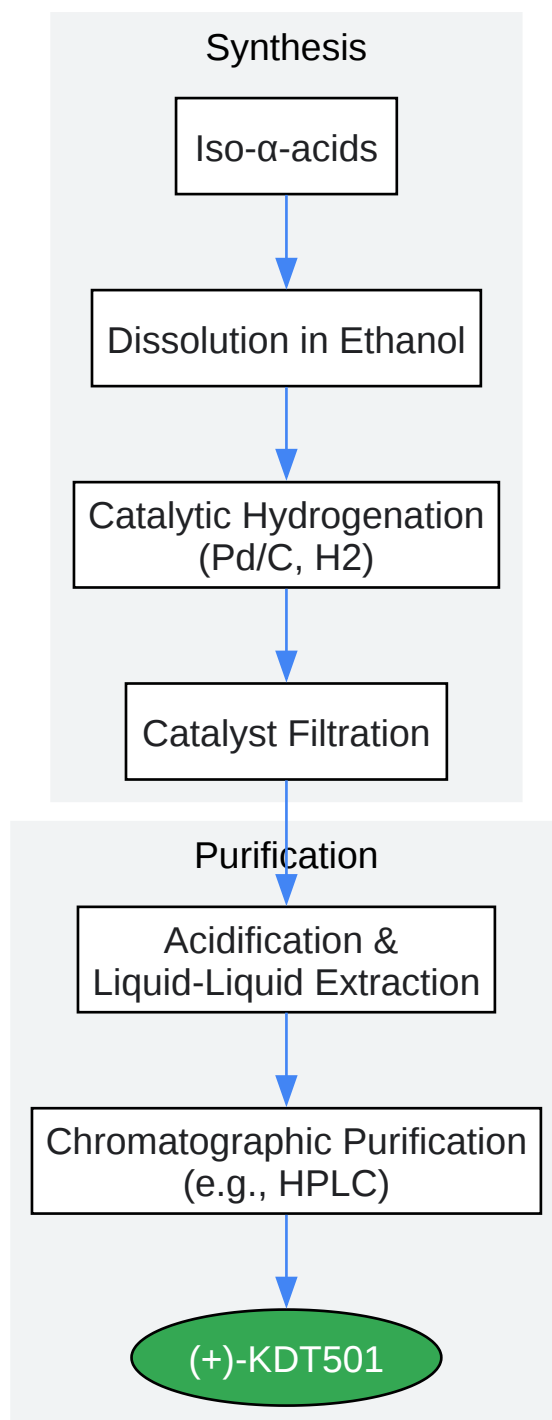 Synthesis
Iso-α-acids
Dissolution in Ethanol
Catalytic Hydrogenation
(Pd/C, H2)
Catalyst Filtration
Purification
Acidification &
Liquid-Liquid Extraction
Chromatographic Purification
(e.g., HPLC)
(+)-KDT501